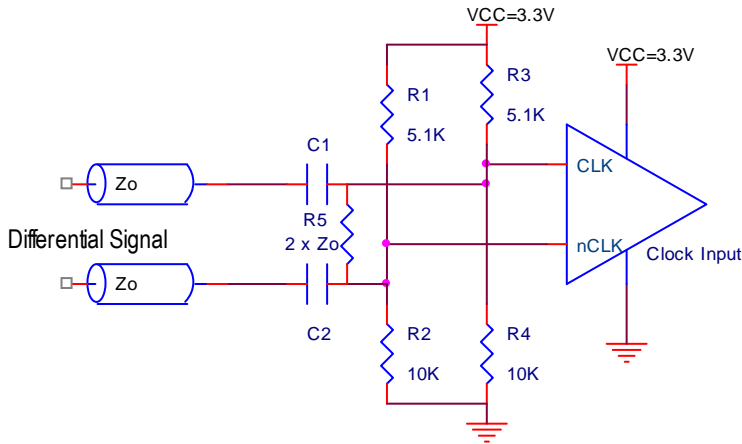 VCC=3.3V
VCC=3.3V
R1
5.1K
R3
5.1K
C1
Zo
CLK
R5
2 x Zo
Differential Signal
nCLK
Clock Input
Zo
C2
R2
10K
R4
10K